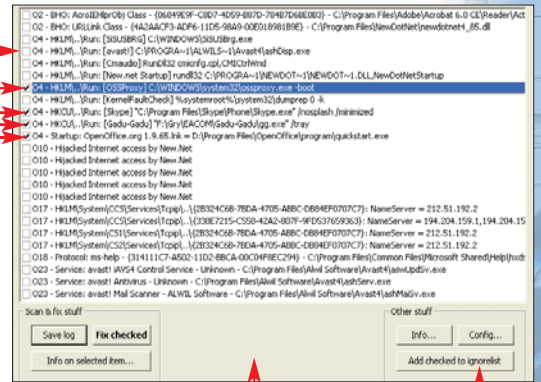 O2 - BHO: AcroIEHlprObj Class - {06849E9F-C8D7-4D59-B87D-784B7D6BE0B3} - C:\Program Files\Adobe\Acrobat 6.0 CE\Reader\Act
O2 - BHO: URLLink Class - {4A2AACF3-ADF6-11D5-98A9-00E018981B9E} - C:\Program Files\NewDotNet\newdotnet4_85.dll
O4 - HKLM\..\Run: [SiSUSBRG] C:\WINDOWS\SiSUSBrg.exe
O4 - HKLM\..\Run: [avast!] C:\PROGRA~1\ALWILS~1\Avast4\ashDisp.exe
O4 - HKLM\..\Run: [Cmaudio] RunDll32 cmicnfg.cpl,CMICtrlWnd
O4 - HKLM\..\Run: [New.net Startup] rundll32 C:\PROGRA~1\NEWDOT~1\NEWDOT~1.DLL,NewDotNetStartup
O4 - HKLM\..\Run: [OSSProxy] C:\WINDOWS\system32\ossproxy.exe -boot
O4 - HKLM\..\Run: [KernelFaultCheck] %systemroot%\system32\dumprep 0 -k
O4 - HKCU\..\Run: [Skype] "C:\Program Files\Skype\Phone\Skype.exe" /nosplash /minimized
O4 - HKCU\..\Run: [Gadu-Gadu] "F:\Gry\EACOM\Gadu-Gadu\gg.exe" /tray
O4 - Startup: OpenOffice.org 1.9.65.lnk = D:\Program Files\OpenOffice\program\quickstart.exe
O10 - Hijacked Internet access by New.Net
O10 - Hijacked Internet access by New.Net
O10 - Hijacked Internet access by New.Net
O10 - Hijacked Internet access by New.Net
O10 - Hijacked Internet access by New.Net
O17 - HKLM\System\CCS\Services\Tcpip\..\{2B324C6B-7BDA-4705-ABBC-DB84EF0707C7}: NameServer = 212.51.192.2
O17 - HKLM\System\CCS\Services\Tcpip\..\{338E7215-C558-42A2-807F-9FD537659363}: NameServer = 194.204.159.1,194.204.15
O17 - HKLM\System\CS1\Services\Tcpip\..\{2B324C6B-7BDA-4705-ABBC-DB84EF0707C7}: NameServer = 212.51.192.2
O17 - HKLM\System\CS2\Services\Tcpip\..\{2B324C6B-7BDA-4705-ABBC-DB84EF0707C7}: NameServer = 212.51.192.2
O18 - Protocol: ms-help - {314111C7-A502-11D2-BBCA-00C04F8EC294} - C:\Program Files\Common Files\Microsoft Shared\Help\hxds
O23 - Service: avast! iAVS4 Control Service - Unknown - C:\Program Files\Alwil Software\Avast4\aswUpdSv.exe
O23 - Service: avast! Antivirus - Unknown - C:\Program Files\Alwil Software\Avast4\ashServ.exe
O23 - Service: avast! Mail Scanner - ALWIL Software - C:\Program Files\Alwil Software\Avast4\ashMaiSv.exe
Scan & fix stuff
Other stuff
Save log
Fix checked
Info...
Config...
Info on selected item...
Add checked to ignorelist